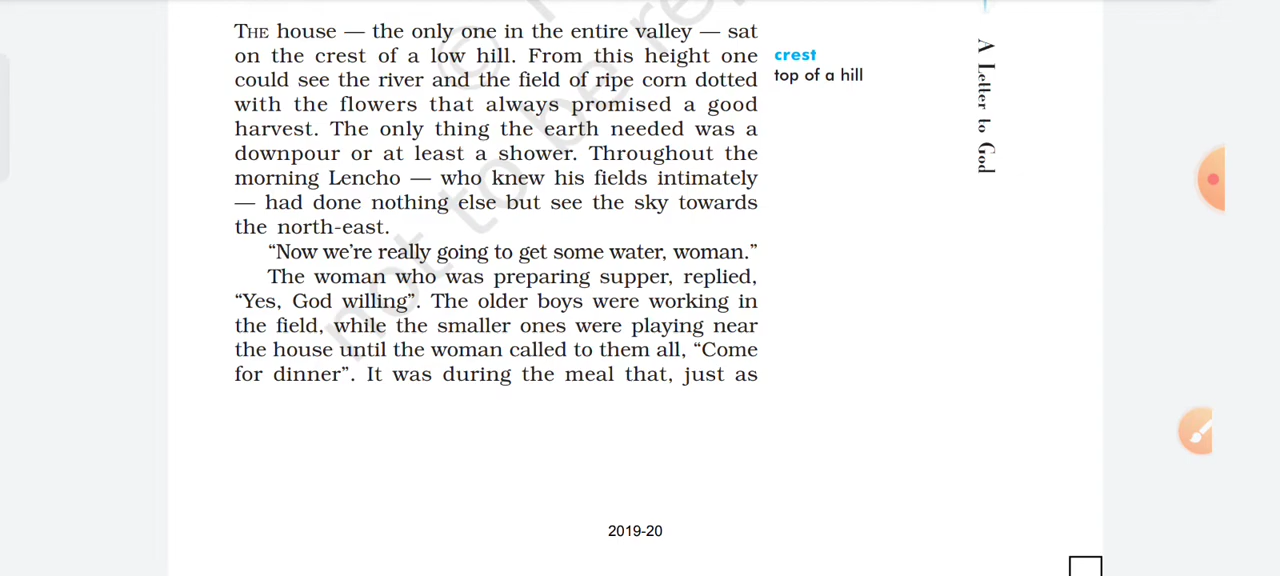 THE house — the only one in the entire valley — sat
on the crest of a low hill. From this height one
could see the river and the field of ripe corn dotted
with the flowers that always promised a good
harvest. The only thing the earth needed was a
downpour or at least a shower. Throughout the
morning Lencho — who knew his fields intimately
— had done nothing else but see the sky towards
the north-east.
“Now we’re really going to get some water, woman.”
The woman who was preparing supper, replied,
“Yes, God willing”. The older boys were working in
the field, while the smaller ones were playing near
the house until the woman called to them all, “Come
for dinner”. It was during the meal that, just as
crest
top of a hill
A Letter to God
© 
not to be re
2019-20